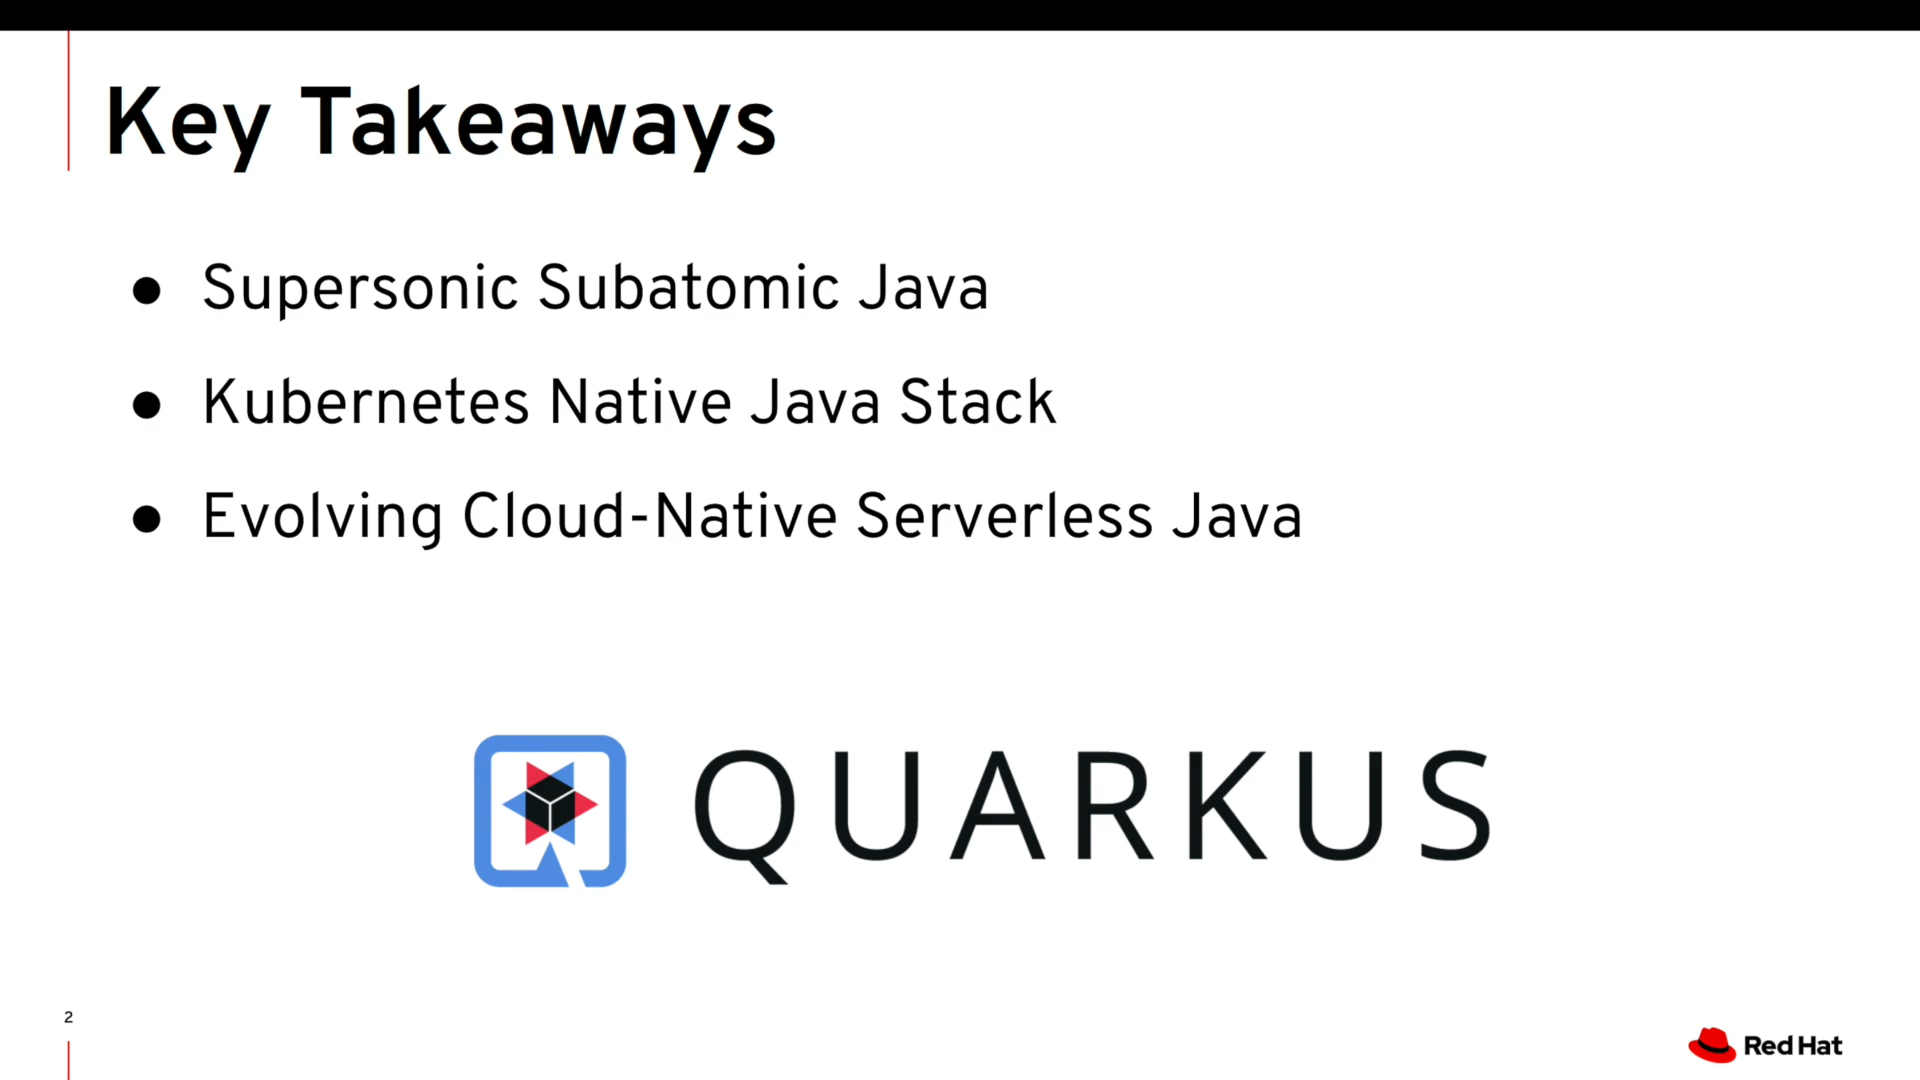 Key Takeaways
● Supersonic Subatomic Java
● Kubernetes Native Java Stack
● Evolving Cloud-Native Serverless Java
QUARKUS
2
Red Hat